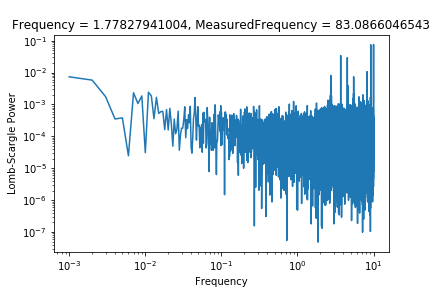 Frequency = 1.77827941004, MeasuredFrequency = 83.0866046543
10⁻¹
10⁻²
10⁻³
10⁻⁴
10⁻⁵
10⁻⁶
10⁻⁷
Lomb-Scargle Power
10⁻³ 10⁻² 10⁻¹ 10⁰ 10¹
Frequency